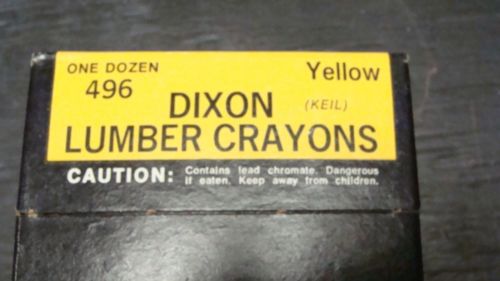 ONE DOZEN Yellow
496
DIXON (KEIL)
LUMBER CRAYONS
CAUTION: Contains lead chromate. Dangerous
if eaten. Keep away from children.